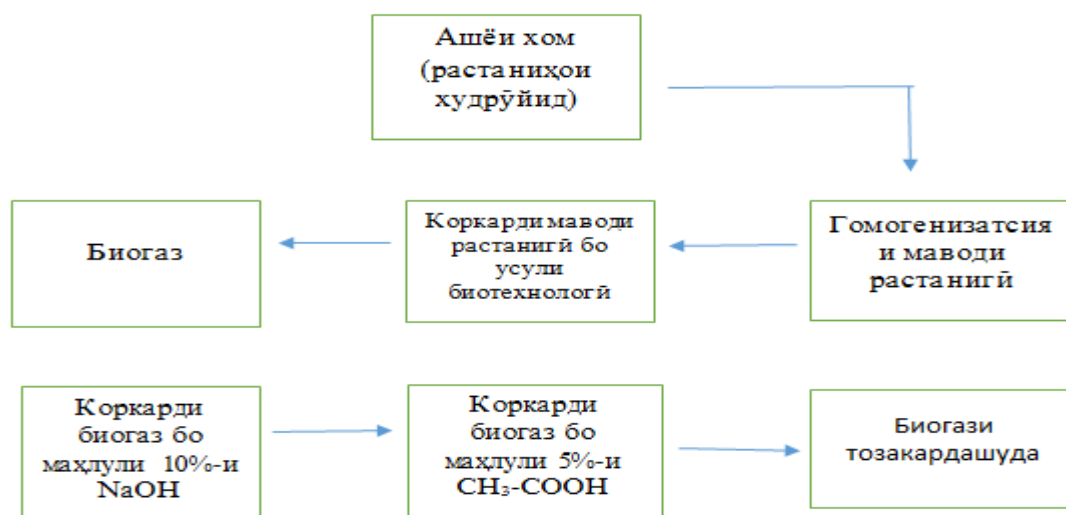 Ашёи хом
(растаниҳои
худрӯйид)
Гомогенизатсия
и маводи
растанигӣ
Коркарди маводи
растанигӣ бо
усули
биотехнологӣ
Биогаз
Коркарди
биогаз бо
маҳлули 10%-и
NaOH
Коркарди
биогаз бо
маҳлули 5%-и
CH₃-COOH
Биогази
тозакардашуда